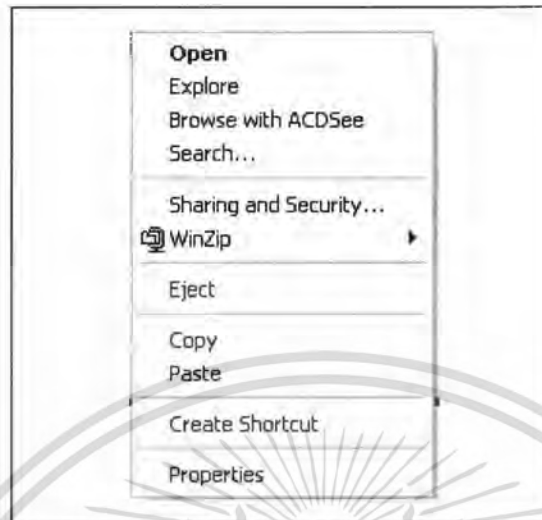 Open
Explore
Browse with ACDSee
Search...
Sharing and Security...
WinZip
Eject
Copy
Paste
Create Shortcut
Properties